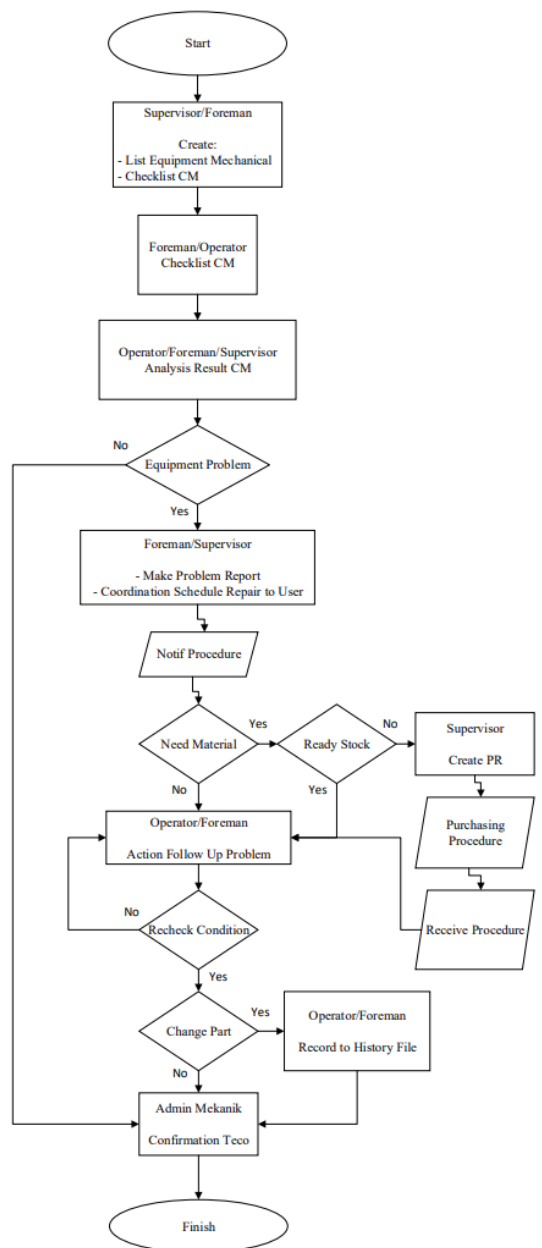 Start
Supervisor/Foreman
Create:
- List Equipment Mechanical
- Checklist CM
Foreman/Operator
Checklist CM
Operator/Foreman/Supervisor
Analysis Result CM
No
Equipment Problem
Yes
Foreman/Supervisor
- Make Problem Report
- Coordination Schedule Repair to User
Notif Procedure
Need Material
Yes
Ready Stock
No
Supervisor
Create PR
No
Yes
Purchasing
Procedure
Operator/Foreman
Action Follow Up Problem
Receive Procedure
No
Recheck Condition
Yes
Change Part
Yes
Operator/Foreman
Record to History File
No
Admin Mekanik
Confirmation Teco
Finish